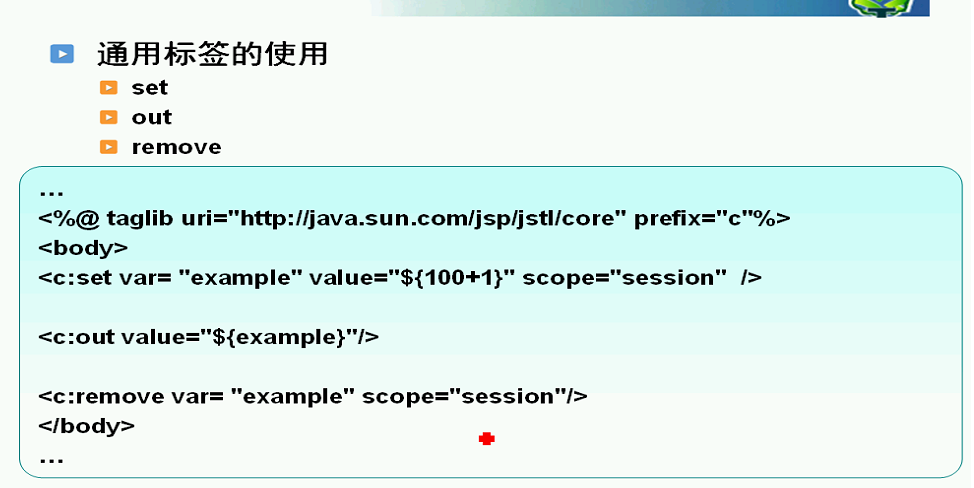 通用标签的使用
set
out
remove
...
<%@ taglib uri="http://java.sun.com/jsp/jstl/core" prefix="c"%>
<body>
<c:set var= "example" value="${100+1}" scope="session"  />
<c:out value="${example}"/>
<c:remove var= "example" scope="session"/>
</body>
...